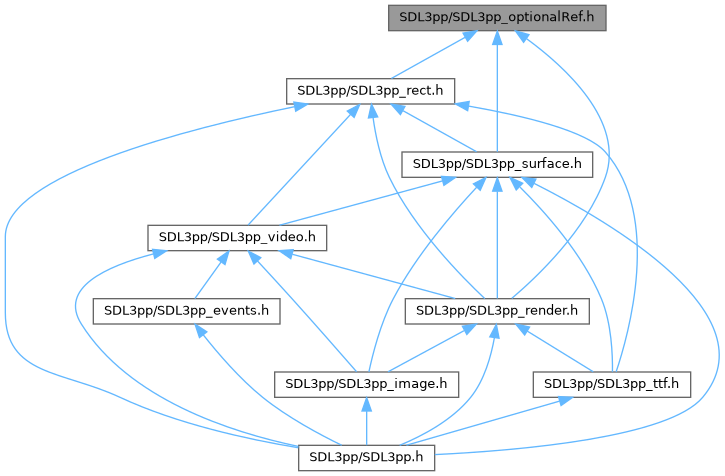 SDL3pp/SDL3pp_optionalRef.h
SDL3pp/SDL3pp_rect.h
SDL3pp/SDL3pp_surface.h
SDL3pp/SDL3pp_video.h
SDL3pp/SDL3pp_events.h
SDL3pp/SDL3pp_render.h
SDL3pp/SDL3pp_image.h
SDL3pp/SDL3pp_ttf.h
SDL3pp/SDL3pp.h